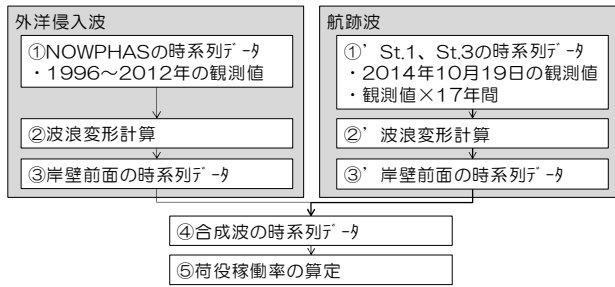 外洋侵入波
①NOWPHASの時系列ﾃﾞｰﾀ
・1996～2012年の観測値
②波浪変形計算
③岸壁前面の時系列ﾃﾞｰﾀ
航跡波
①’St.1、St.3の時系列ﾃﾞｰﾀ
・2014年10月19日の観測値
・観測値×17年間
②’波浪変形計算
③’岸壁前面の時系列ﾃﾞｰﾀ
④合成波の時系列ﾃﾞｰﾀ
⑤荷役稼働率の算定